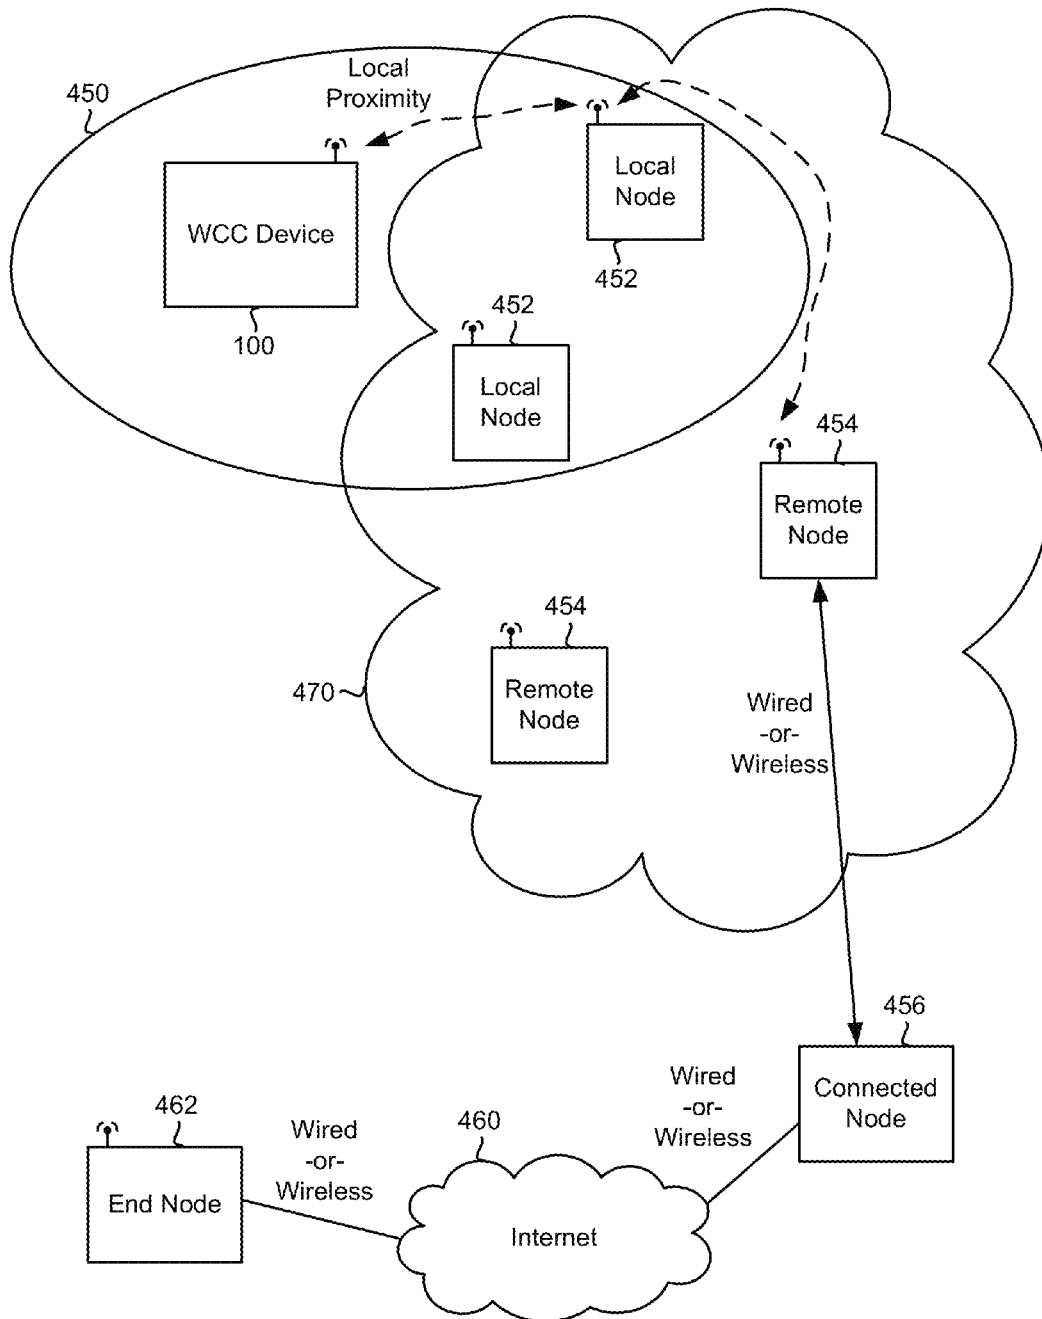 Local
Proximity
450
WCC Device
100
Local
Node
452
452
Local
Node
454
Remote
Node
454
Remote
Node
470
Wired
-or-
Wireless
456
Connected
Node
Wired
-or-
Wireless
460
Internet
Wired
-or-
Wireless
462
End Node